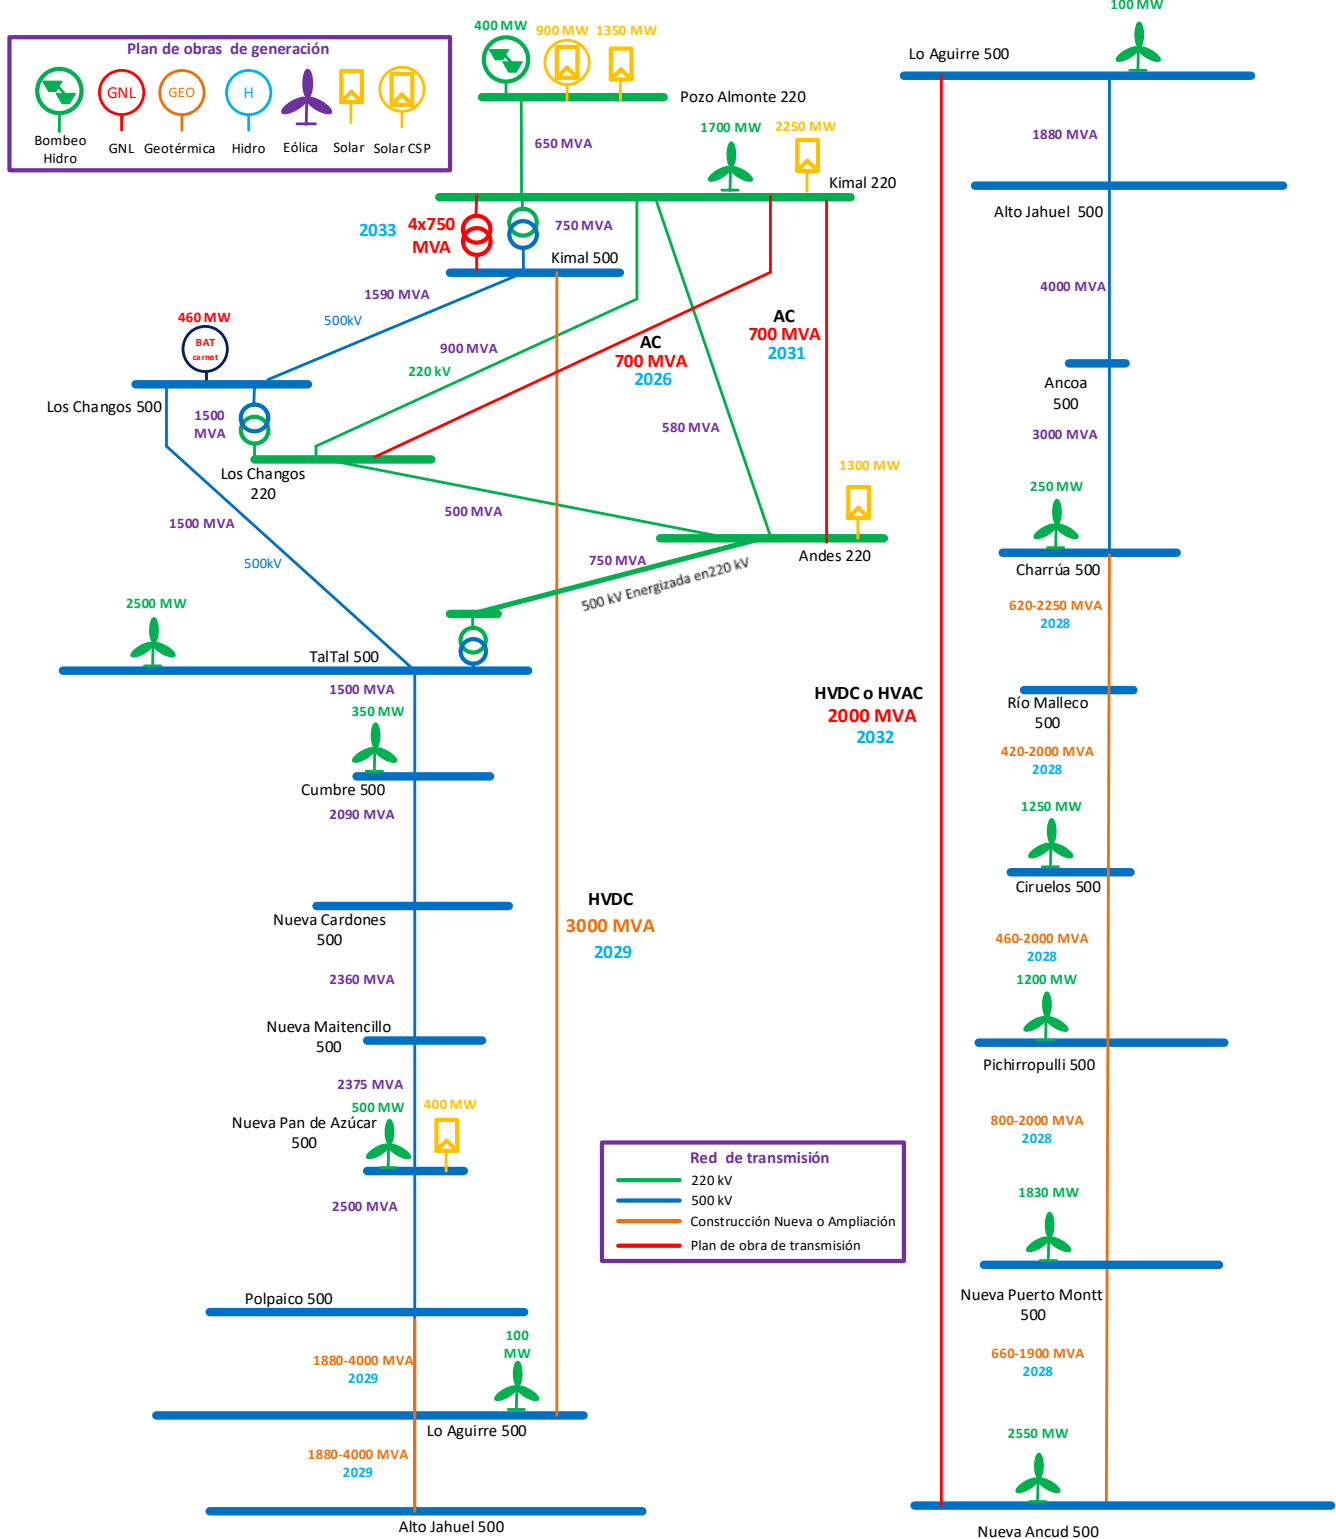 Plan de obras de generación
GNL
GEO
H
Bombeo
Hidro
GNL
Geotérmica
Hidro
Eólica
Solar
Solar CSP
400 MW
900 MW
1350 MW
Pozo Almonte 220
650 MVA
1700 MW
2250 MW
Kimal 220
2033
4x750
MVA
750 MVA
Kimal 500
1590 MVA
500kV
460 MW
BAT
carnot
Los Changos 500
1500
MVA
900 MVA
220 kV
AC
700 MVA
2026
AC
700 MVA
2031
580 MVA
Los Changos
220
1500 MVA
500kV
500 MVA
1300 MW
Andes 220
750 MVA
500 kV Energizada en220 kV
2500 MW
TalTal 500
1500 MVA
350 MW
Cumbre 500
2090 MVA
Nueva Cardones
500
2360 MVA
Nueva Maitencillo
500
2375 MVA
500 MW
400 MW
Nueva Pan de Azúcar
500
2500 MVA
Polpaico 500
1880-4000 MVA
2029
100
MW
Lo Aguirre 500
1880-4000 MVA
2029
Alto Jahuel 500
HVDC
3000 MVA
2029
Red de transmisión
220 kV
500 kV
Construcción Nueva o Ampliación
Plan de obra de transmisión
100 MW
Lo Aguirre 500
1880 MVA
Alto Jahuel 500
4000 MVA
Ancoa
500
3000 MVA
250 MW
Charrúa 500
620-2250 MVA
2028
HVDC o HVAC
2000 MVA
2032
Río Malleco
500
420-2000 MVA
2028
1250 MW
Ciruelos 500
460-2000 MVA
2028
1200 MW
Pichirropulli 500
800-2000 MVA
2028
1830 MW
Nueva Puerto Montt
500
660-1900 MVA
2028
2550 MW
Nueva Ancud 500